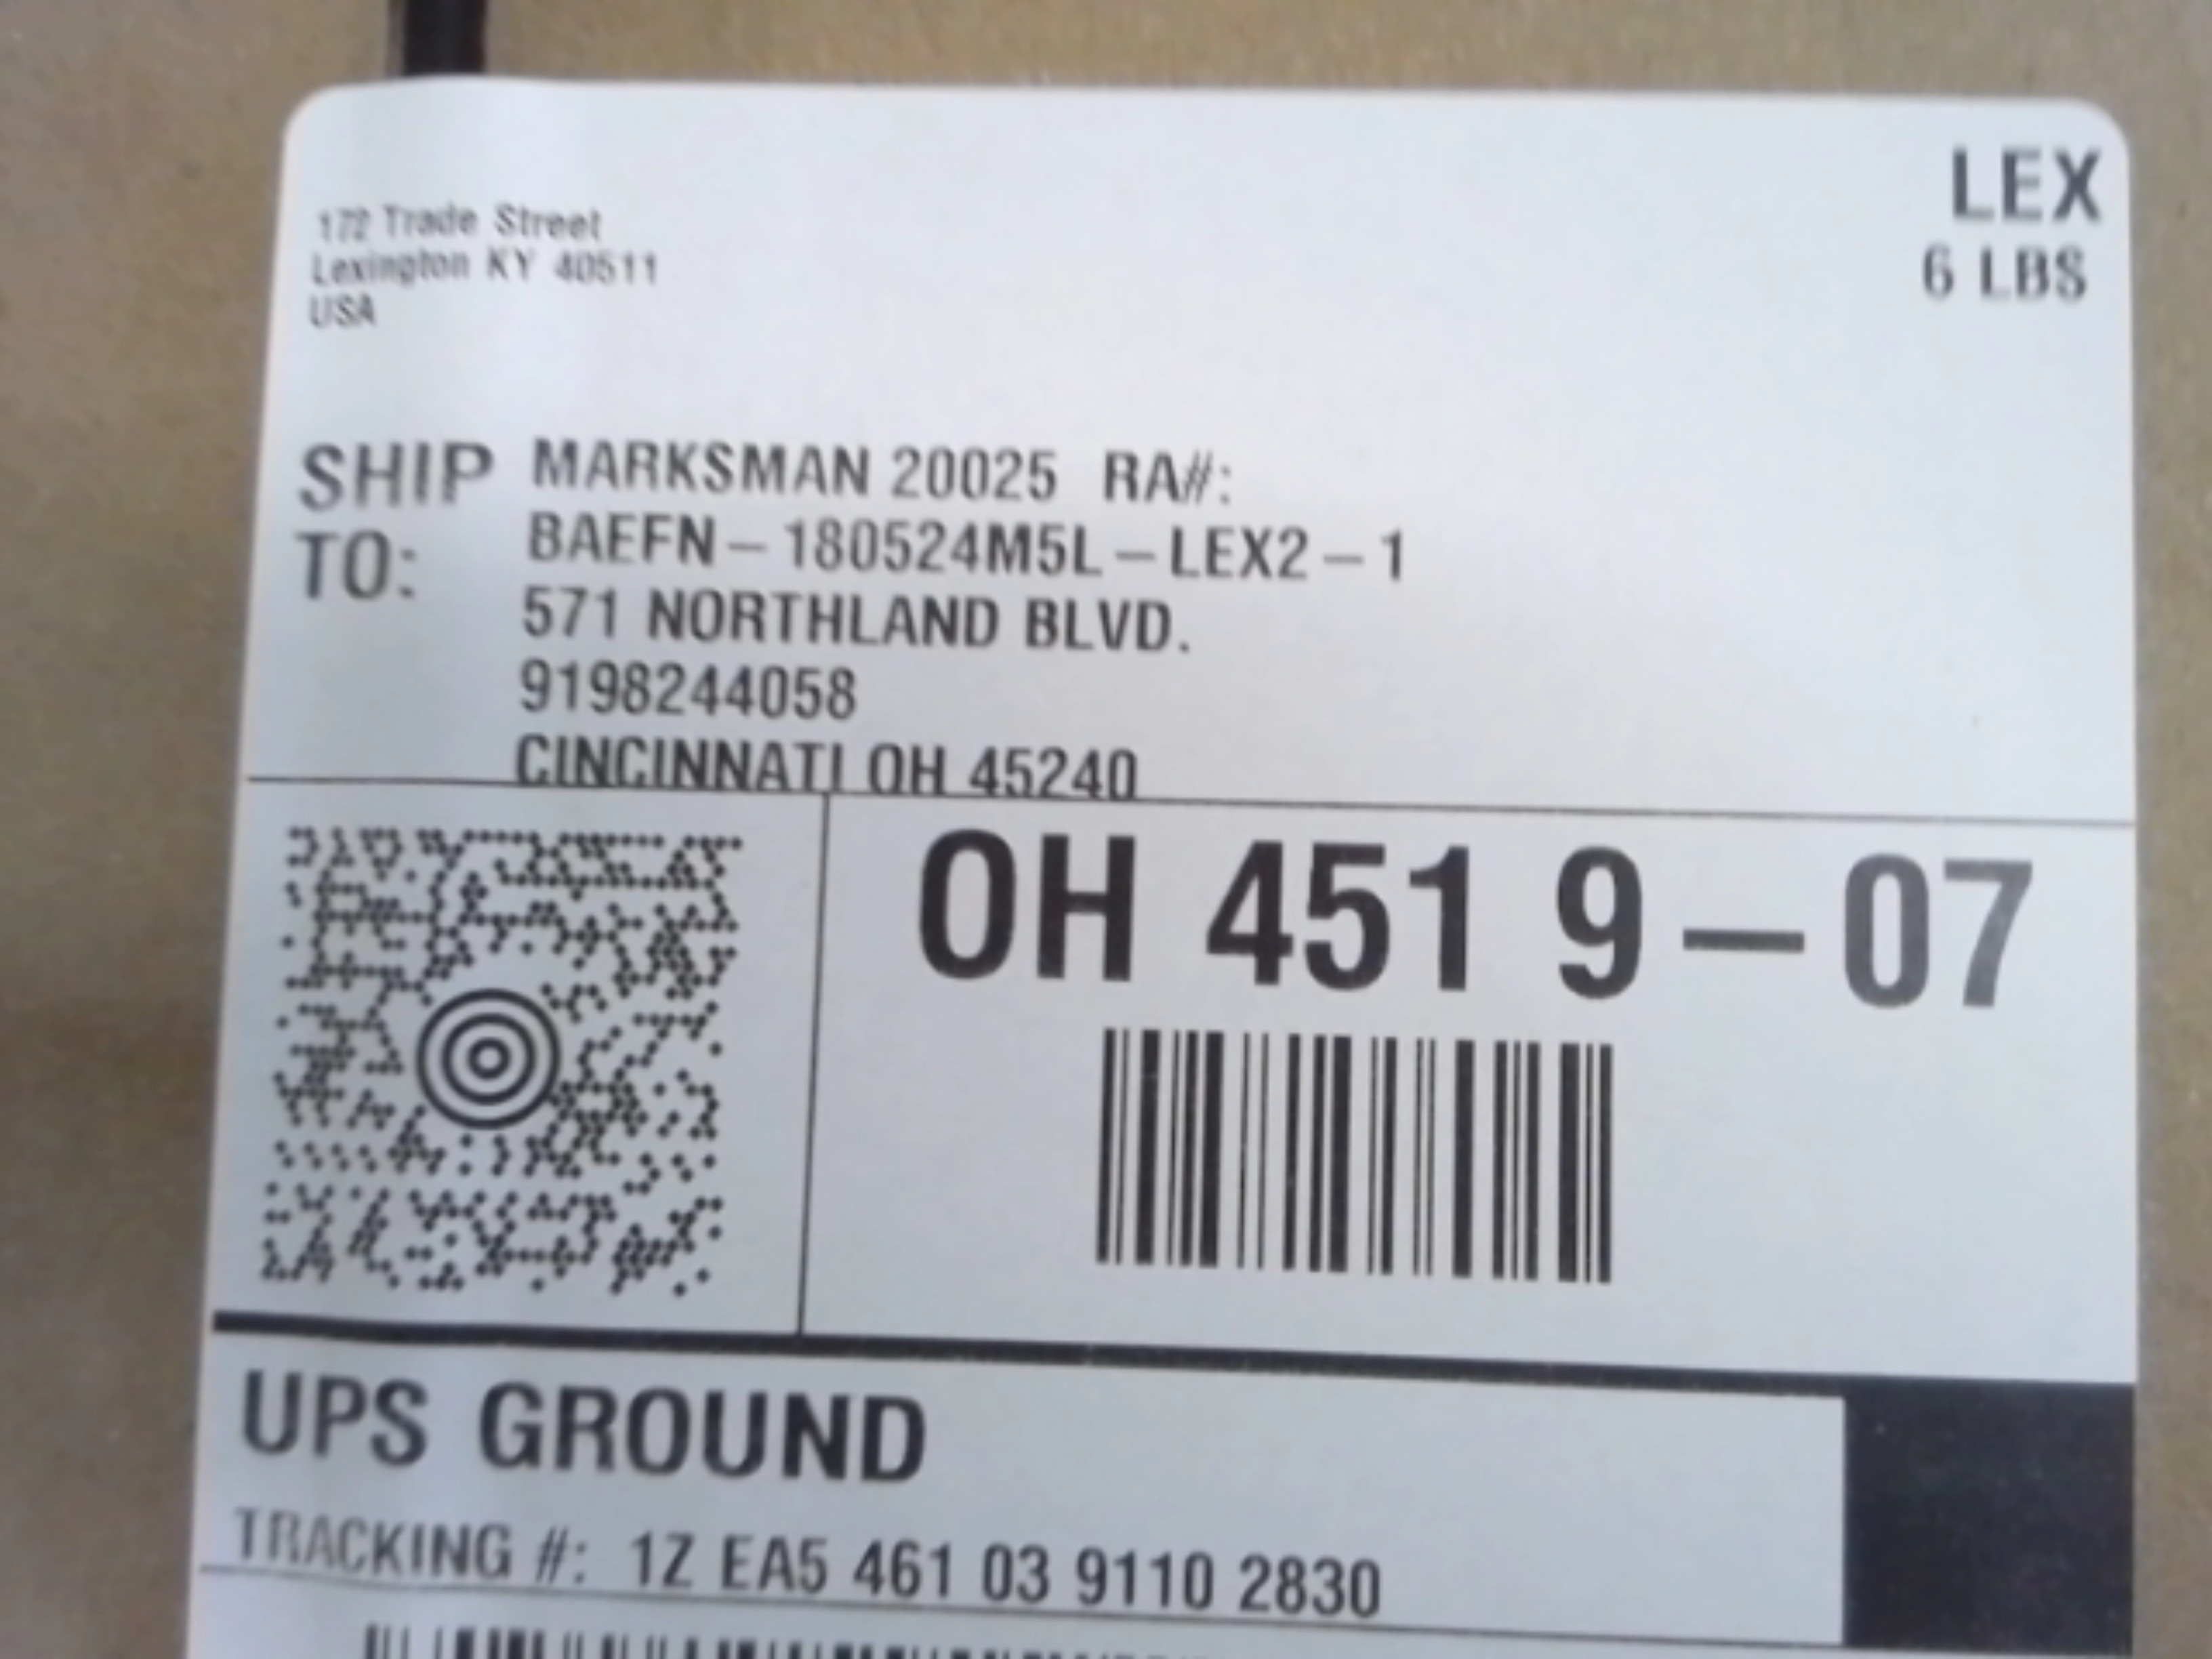 172 Trade Street
Lexington KY 40511
USA
LEX
6 LBS
SHIP TO:
MARKSMAN 20025 RA#:
BAEFN-180524M5L-LEX2-1
571 NORTHLAND BLVD.
9198244058
CINCINNATI OH 45240
OH 451 9-07
UPS GROUND
TRACKING #: 1Z EA5 461 03 9110 2830